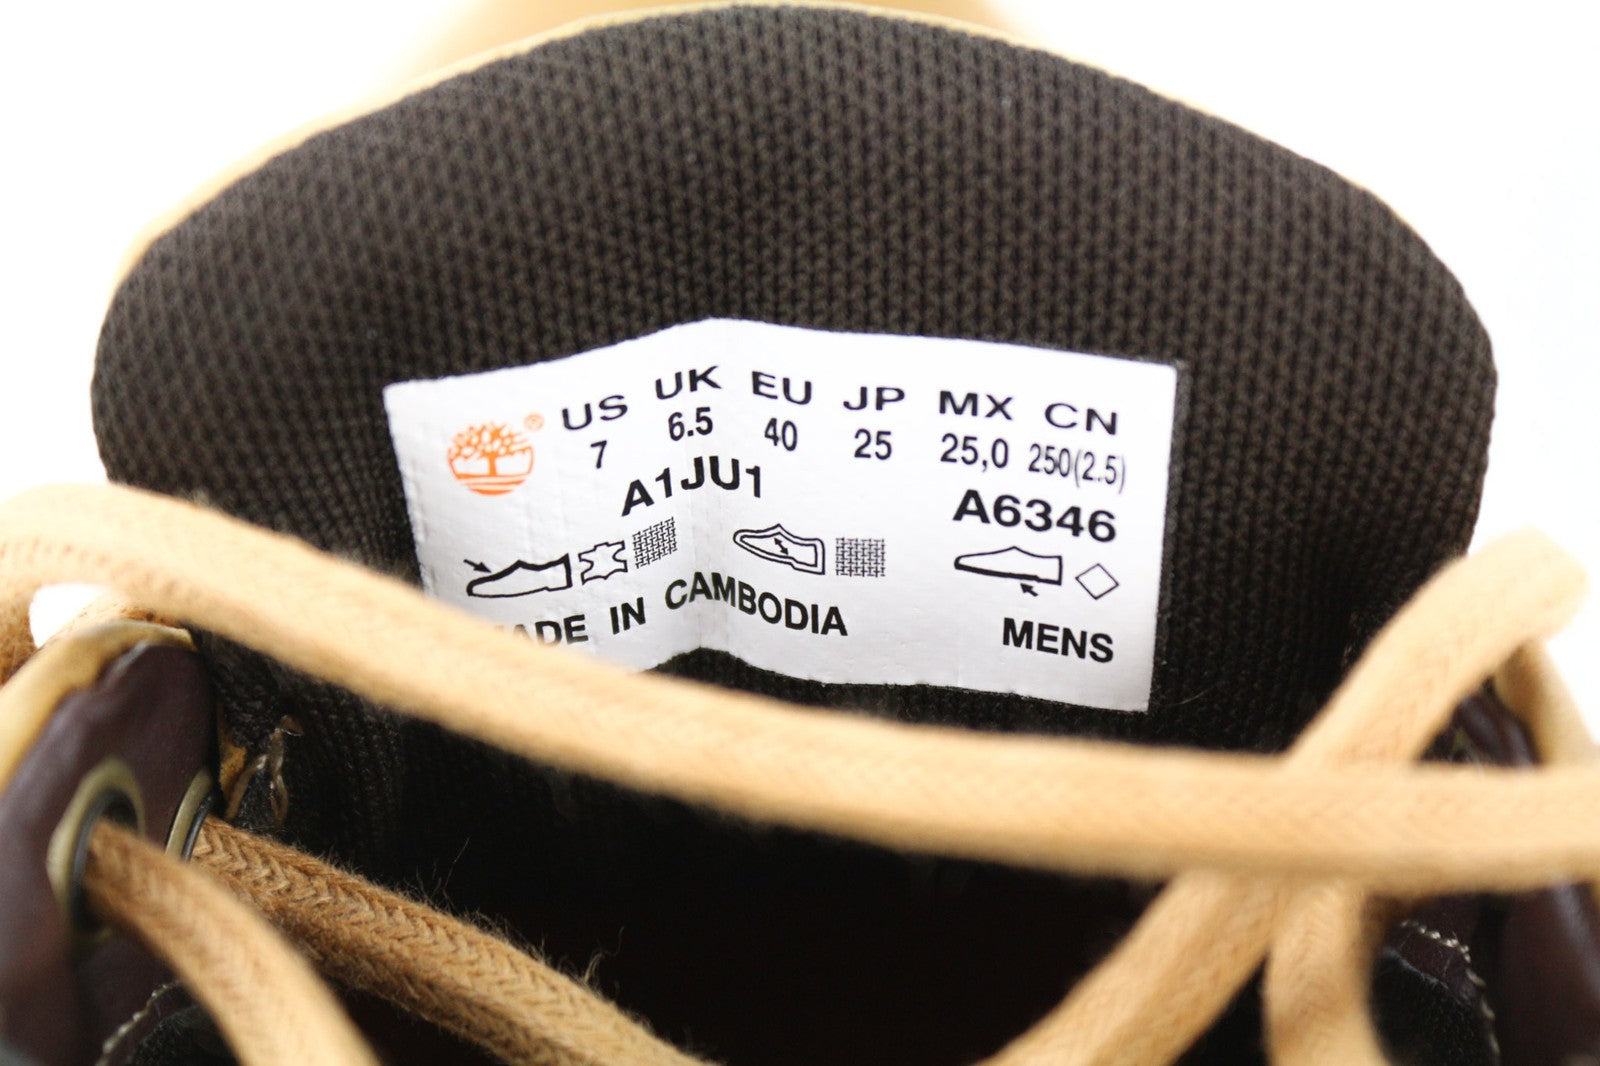 ® US UK EU JP MX CN
7 6.5 40 25 25,0 250(2.5)
A1JU1 A6346
MADE IN CAMBODIA MENS